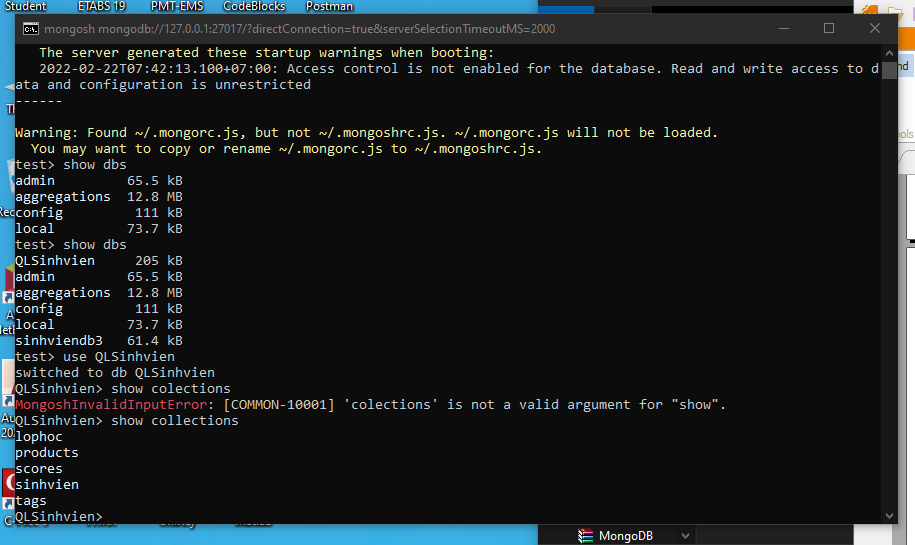 Student ETABS 19 PMT-EMS CodeBlocks Postman
mongosh mongodb://127.0.0.1:27017/?directConnection=true&serverSelectionTimeoutMS=2000
The server generated these startup warnings when booting:
2022-02-22T07:42:13.100+07:00: Access control is not enabled for the database. Read and write access to d
ata and configuration is unrestricted
------
Warning: Found ~/.mongorc.js, but not ~/.mongoshrc.js. ~/.mongorc.js will not be loaded.
You may want to copy or rename ~/.mongorc.js to ~/.mongoshrc.js.
test> show dbs
admin 65.5 kB
aggregations 12.8 MB
config 111 kB
local 73.7 kB
test> show dbs
QLSinhvien 205 kB
admin 65.5 kB
aggregations 12.8 MB
config 111 kB
local 73.7 kB
sinhviendb3 61.4 kB
test> use QLSinhvien
switched to db QLSinhvien
QLSinhvien> show colections
MongoshInvalidInputError: [COMMON-10001] 'colections' is not a valid argument for "show".
QLSinhvien> show collections
lophoc
products
scores
sinhvien
tags
QLSinhvien>
MongoDB